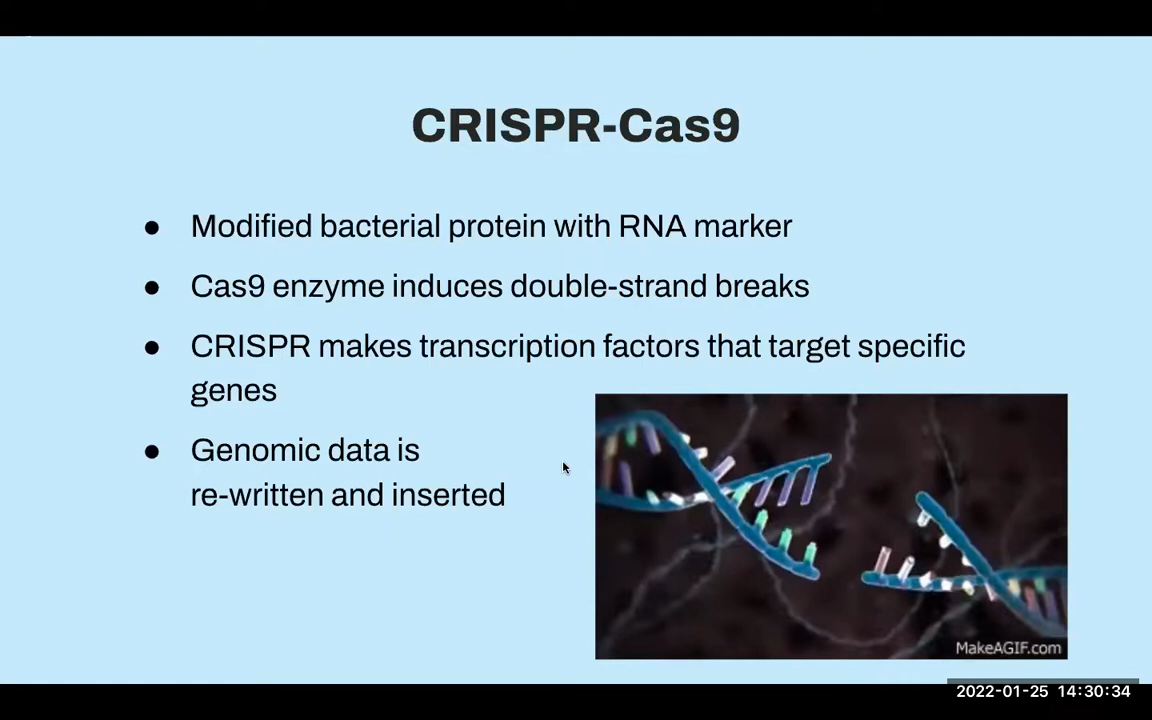 CRISPR-Cas9
● Modified bacterial protein with RNA marker
● Cas9 enzyme induces double-strand breaks
● CRISPR makes transcription factors that target specific
genes
● Genomic data is
re-written and inserted
MakeAGIF.com
2022-01-25 14:30:34